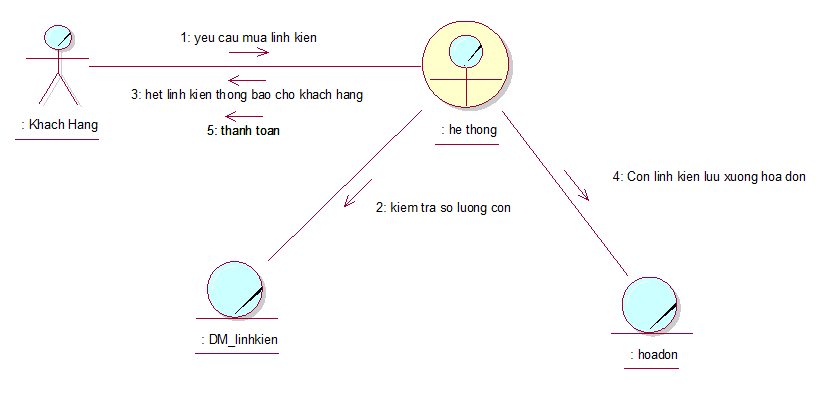 1: yeu cau mua linh kien
3: het linh kien thong bao cho khach hang
: Khach Hang
5: thanh toan
: he thong
4: Con linh kien luu xuong hoa don
2: kiem tra so luong con
: DM_linhkien
: hoadon